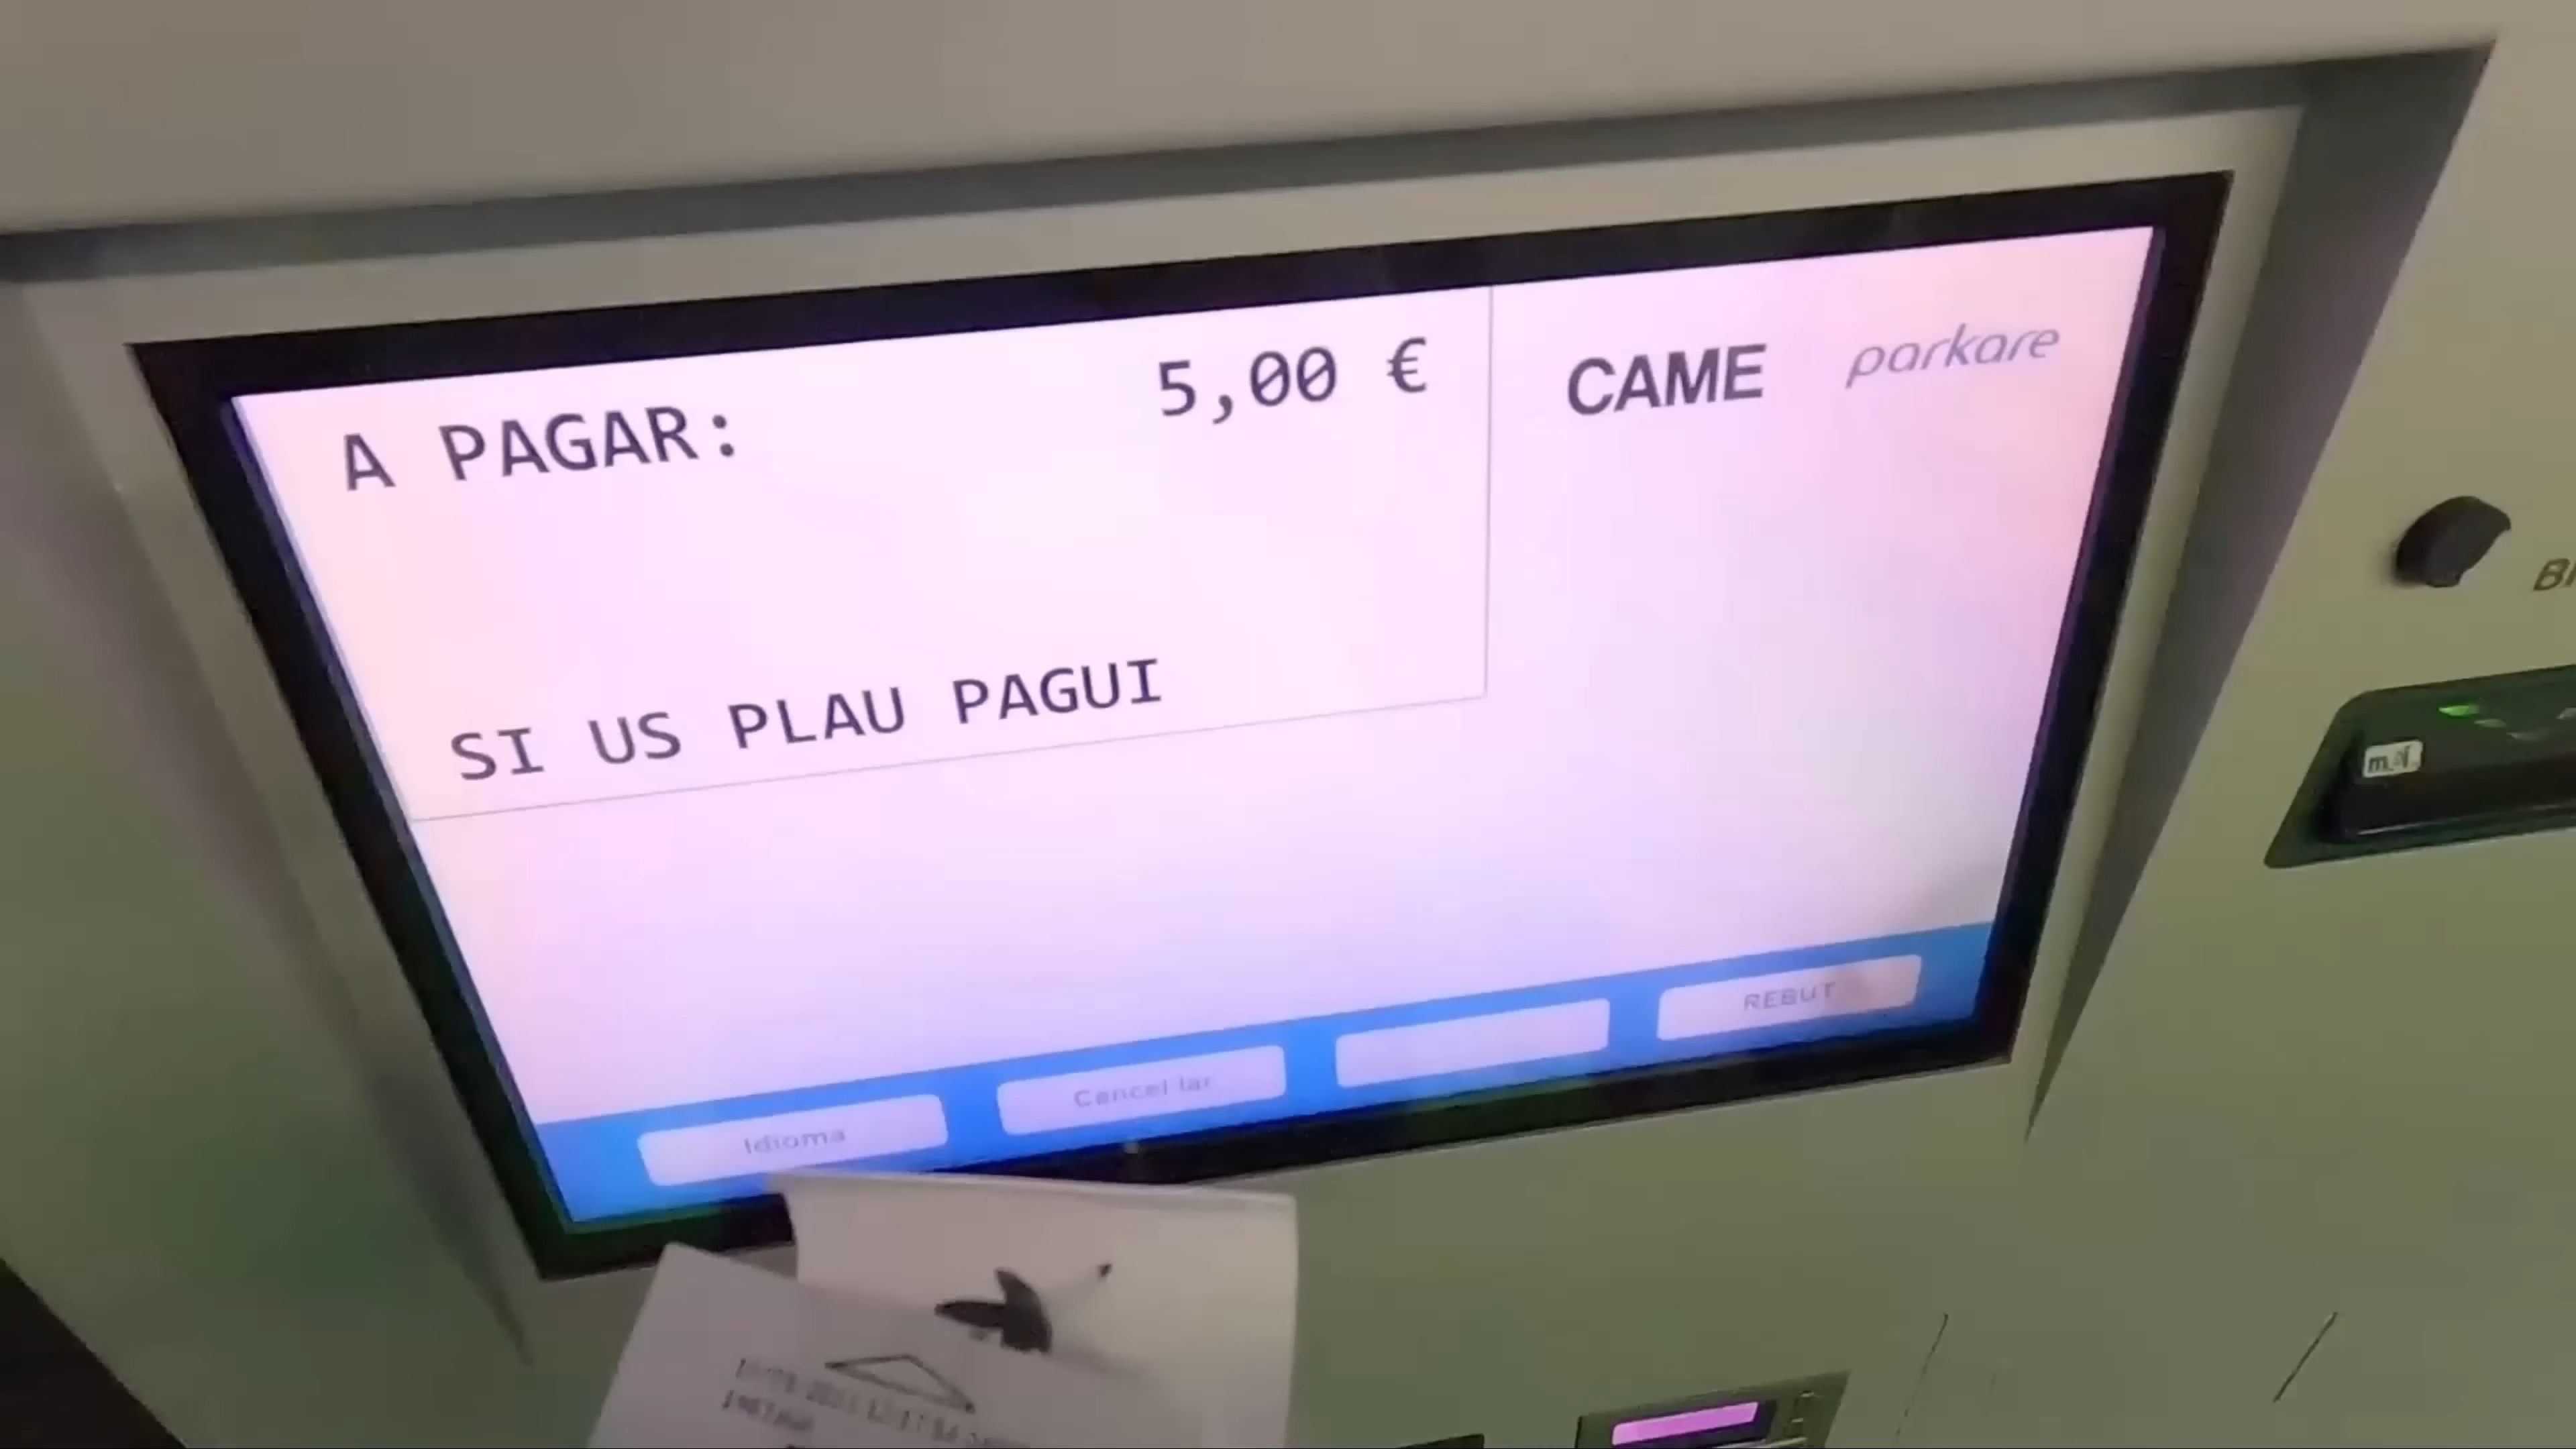 A PAGAR: 5,00 €
CAME parkare
SI US PLAU PAGUI
Idioma
Cancel·lar
REBUT